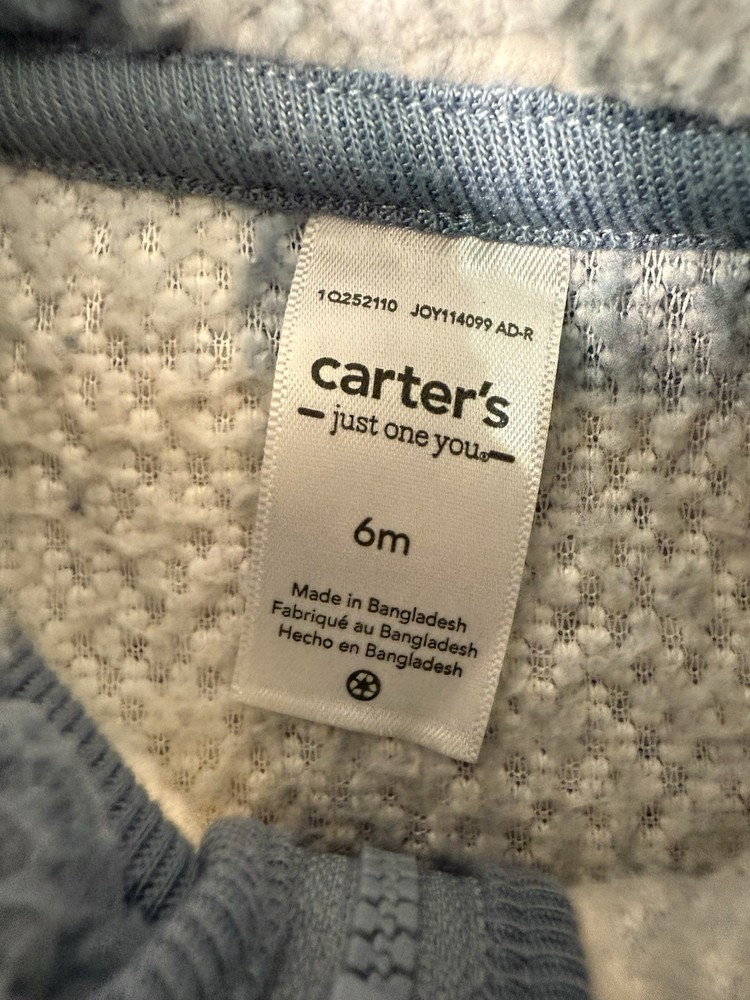 1Q252110 JOY114099 AD-R
carter's
just one you®
6m
Made in Bangladesh
Fabriqué au Bangladesh
Hecho en Bangladesh